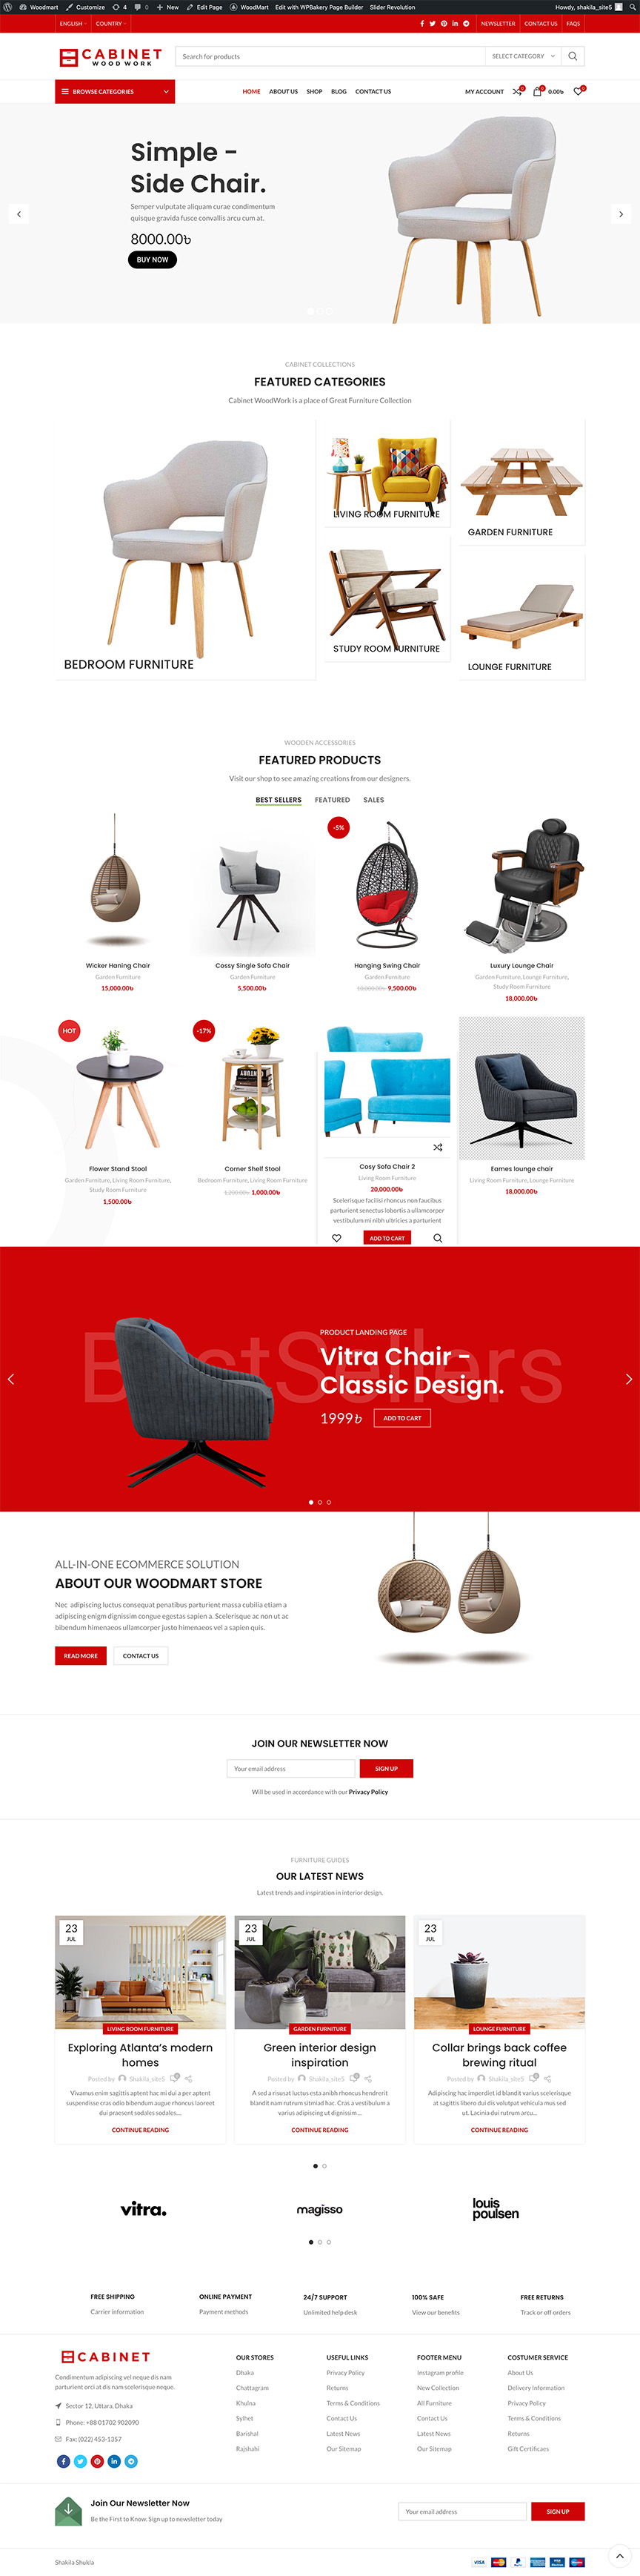 Woodmart Customize 4 0 New Edit Page WoodMart Edit with WPBakery Page Builder Slider Revolution Howdy, shakila_site5
ENGLISH COUNTRY NEWSLETTER CONTACT US FAQS
CABINET
WOOD WORK
Search for products SELECT CATEGORY
BROWSE CATEGORIES HOME ABOUT US SHOP BLOG CONTACT US MY ACCOUNT 0 0 0.00৳ 0
Simple -
Side Chair.
Semper vulputate aliquam curae condimentum
quisque gravida fusce convallis arcu cum at.
8000.00৳
BUY NOW
CABINET COLLECTIONS
FEATURED CATEGORIES
Cabinet WoodWork is a place of Great Furniture Collection
BEDROOM FURNITURE
LIVING ROOM FURNITURE
GARDEN FURNITURE
STUDY ROOM FURNITURE
LOUNGE FURNITURE
WOODEN ACCESSORIES
FEATURED PRODUCTS
Visit our shop to see amazing creations from our designers.
BEST SELLERS FEATURED SALES
Wicker Haning Chair
Garden Furniture
15,000.00৳
Cossy Single Sofa Chair
Garden Furniture
5,500.00৳
-5%
Hanging Swing Chair
Garden Furniture
10,000.00৳ 9,500.00৳
Luxury Lounge Chair
Garden Furniture, Lounge Furniture,
Study Room Furniture
18,000.00৳
HOT
Flower Stand Stool
Garden Furniture, Living Room Furniture,
Study Room Furniture
1,500.00৳
-17%
COUNTRY
Corner Shelf Stool
Bedroom Furniture, Living Room Furniture
1,200.00৳ 1,000.00৳
Cosy Sofa Chair 2
Living Room Furniture
20,000.00৳
Scelerisque facilisi rhoncus non faucibus
parturient senectus lobortis a ullamcorper
vestibulum mi nibh ultricies a parturient
ADD TO CART
Eames lounge chair
Living Room Furniture, Lounge Furniture
18,000.00৳
BestSellers
PRODUCT LANDING PAGE
Vitra Chair -
Classic Design.
1999৳ ADD TO CART
ALL-IN-ONE ECOMMERCE SOLUTION
ABOUT OUR WOODMART STORE
Nec adipiscing luctus consequat penatibus parturient massa cubilia etiam a
adipiscing enigm dignissim congue egestas sapien a. Scelerisque ac non ut ac
bibendum himenaeos ullamcorper justo himenaeos vel a sapien quis.
READ MORE CONTACT US
JOIN OUR NEWSLETTER NOW
Your email address SIGN UP
Will be used in accordance with our Privacy Policy
FURNITURE GUIDES
OUR LATEST NEWS
Latest trends and inspiration in interior design.
23
JUL
LIVING ROOM FURNITURE
Exploring Atlanta's modern
homes
Posted by Shakila_site5 0
Vivamus enim sagittis aptent hac mi dui a per aptent
suspendisse cras odio bibendum augue rhoncus laoreet
dui praesent sodales sodales....
CONTINUE READING
23
JUL
GARDEN FURNITURE
Green interior design
inspiration
Posted by Shakila_site5 0
A sed a risusat luctus esta anibh rhoncus hendrerit
blandit nam rutrum sitmiad hac. Cras a vestibulum a
varius adipiscing ut dignissim ...
CONTINUE READING
23
JUL
LOUNGE FURNITURE
Collar brings back coffee
brewing ritual
Posted by Shakila_site5 0
Adipiscing hac imperdiet id blandit varius scelerisque
at sagittis libero dui dis volutpat vehicula mus sed
ut. Lacinia dui rutrum arcu...
CONTINUE READING
vitra. magisso louis
poulsen
FREE SHIPPING ONLINE PAYMENT 24/7 SUPPORT 100% SAFE FREE RETURNS
Carrier information Payment methods Unlimited help desk View our benefits Track or off orders
CABINET
Condimentum adipiscing vel neque dis nam
parturient orci at dis nam scelerisque neque.
Sector 12, Uttara, Dhaka
Phone: +88 01702 902090
Fax: (022) 453-1357
OUR STORES
Dhaka
Chattagram
Khulna
Sylhet
Barishal
Rajshahi
USEFUL LINKS
Privacy Policy
Returns
Terms & Conditions
Contact Us
Latest News
Our Sitemap
FOOTER MENU
Instagram profile
New Collection
All Furniture
Contact Us
Latest News
Our Sitemap
COSTUMER SERVICE
About Us
Delivery Information
Privacy Policy
Terms & Conditions
Returns
Gift Certificaes
Join Our Newsletter Now
Be the First to Know. Sign up to newsletter today
Your email address SIGN UP
Shakila Shukla VISA PayPal